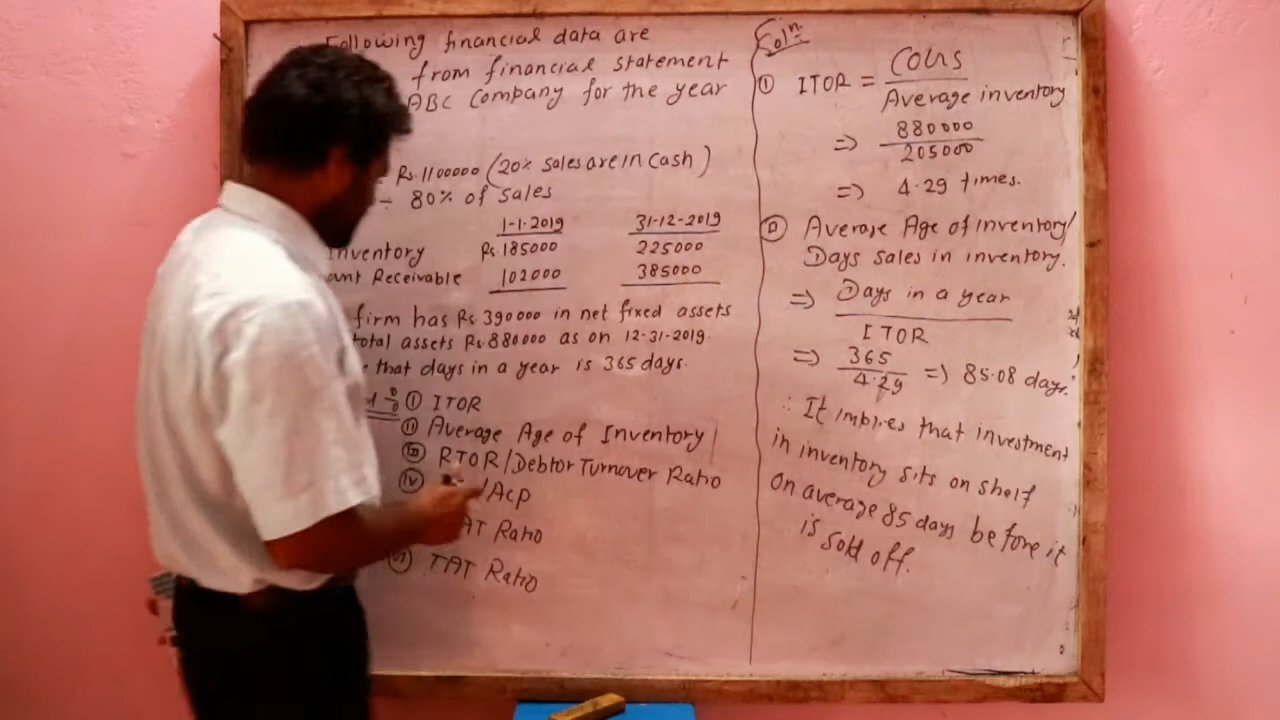 Following financial data are
from financial statement
ABC Company for the year
Rs. 1100000 (20% sales are in cash)
80% of sales
1-1-2019 31-12-2019
Inventory Rs. 185000 225000
Receivable 102000 385000
firm has Rs. 390000 in net fixed assets
total assets Rs. 880000 as on 12-31-2019.
that days in a year is 365 days.
① ITOR
② Average Age of Inventory/
③ RTOR/Debtor Turnover Ratio
④ /ACP
AT Ratio
TAT Ratio
Solⁿ.
① ITOR = COGS
Average inventory
=> 880000
205000
=> 4.29 times.
② Average Age of inventory/
Days sales in inventory.
=> Days in a year
ITOR
=> 365
4.29 => 85.08 days.
∴ It implies that investment
in inventory sits on shelf
on average 85 days before it
is sold off.